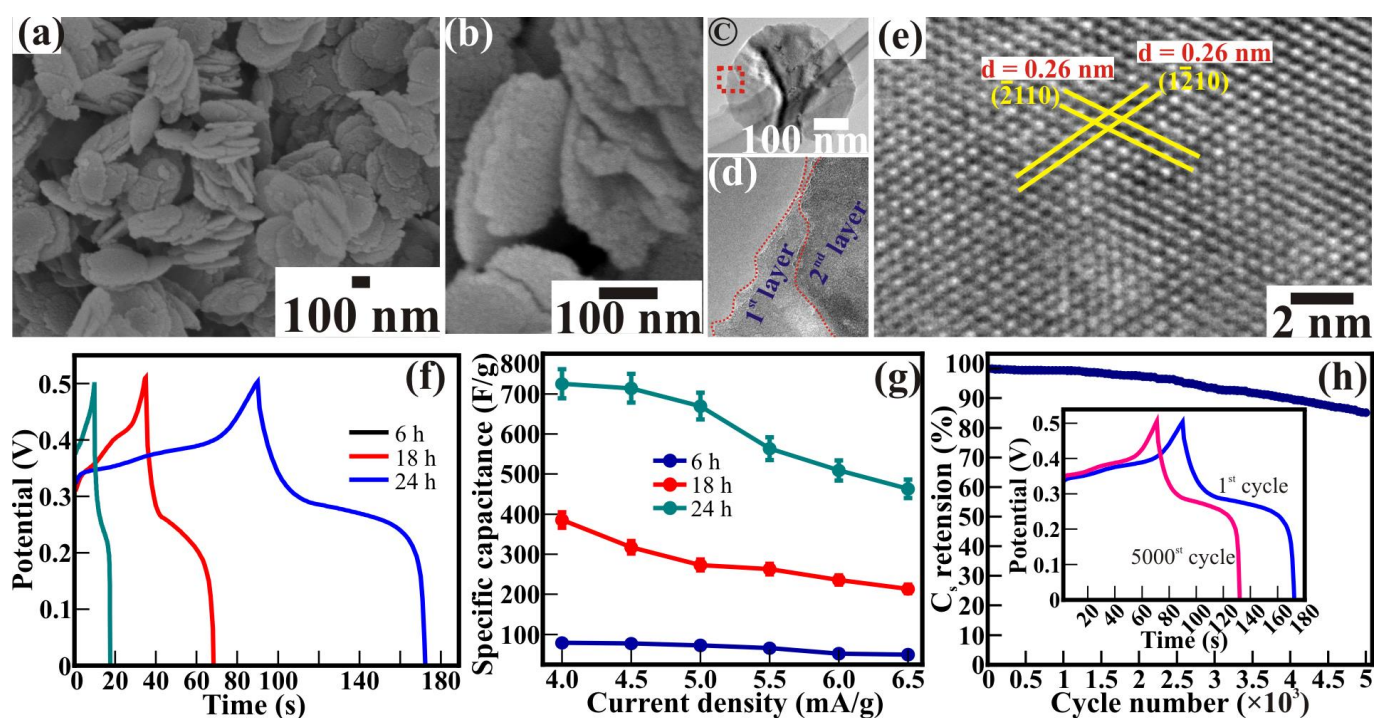 (a)
100 nm
(b)
100 nm
©
100 nm
(d)
1st layer
2nd layer
(e)
d = 0.26 nm
(2̅110)
d = 0.26 nm
(12̅10)
2 nm
(f)
Potential (V)
0.5
0.4
0.3
0.2
0.1
0
6 h
18 h
24 h
0 20 40 60 80 100 140 180
Time (s)
(g)
Specific capacitance (F/g)
800
700
600
500
400
300
200
100
6 h
18 h
24 h
4.0 4.5 5.0 5.5 6.0 6.5
Current density (mA/g)
(h)
Cs retension (%)
100
90
80
70
60
50
40
30
20
10
0
Potential (V)
0.5
0.4
0.3
0.2
0.1
0
1st cycle
5000st cycle
20 40 60 80 100 120 140 160 180
Time (s)
0 0.5 1 1.5 2 2.5 3 3.5 4 4.5 5
Cycle number (×10³)